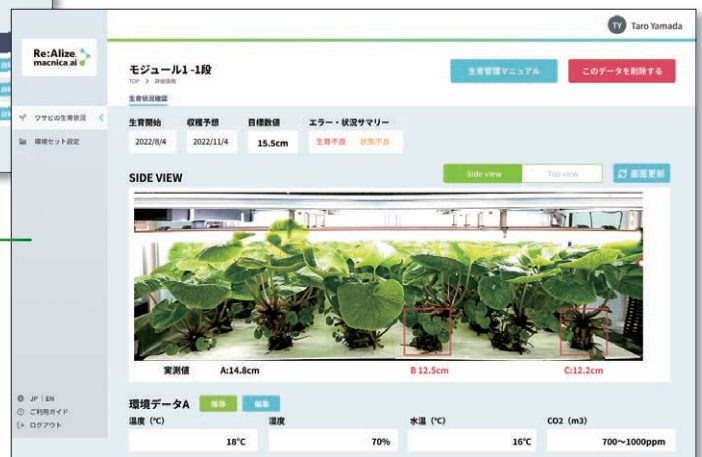 TY Taro Yamada
Re:Alize
macnica.ai
モジュール1 -1段
TOP > 詳細情報
生育管理マニュアル
このデータを削除する
生育状況確認
ワサビの生育状況
環境セット設定
生育開始 収穫予想 目標数値 エラー・状況サマリー
2022/8/4 2022/11/4 15.5cm 生育不良 状態不良
SIDE VIEW
Side view Top view 画面更新
実測値 A:14.8cm B 12.5cm C:12.2cm
環境データA 推移 編集
温度 (℃) 湿度 水温 (℃) CO2 (m3)
18℃ 70% 16℃ 700〜1000ppm
JP | EN
ご利用ガイド
ログアウト